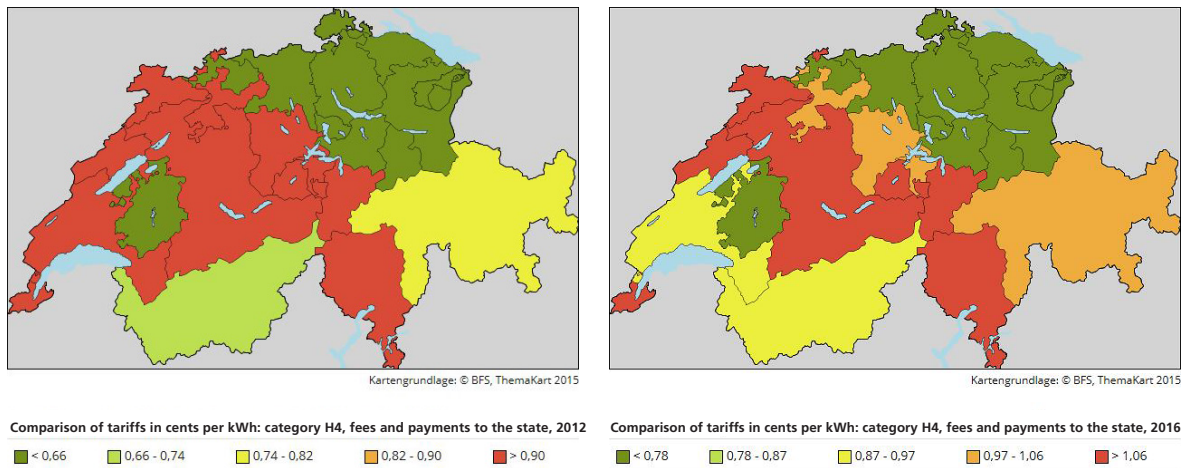 Kartengrundlage: © BFS, ThemaKart 2015
Comparison of tariffs in cents per kWh: category H4, fees and payments to the state, 2012
< 0,66 0,66 - 0,74 0,74 - 0,82 0,82 - 0,90 > 0,90
Kartengrundlage: © BFS, ThemaKart 2015
Comparison of tariffs in cents per kWh: category H4, fees and payments to the state, 2016
< 0,78 0,78 - 0,87 0,87 - 0,97 0,97 - 1,06 > 1,06